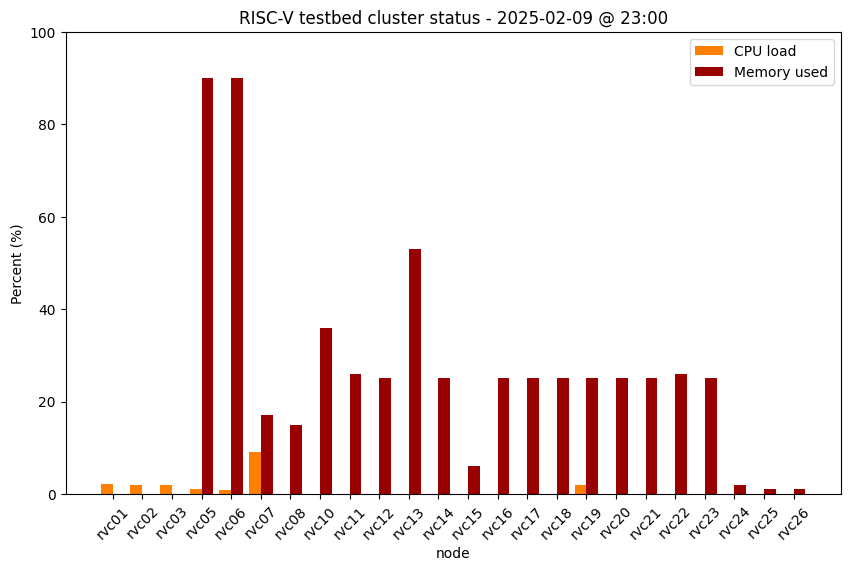 RISC-V testbed cluster status - 2025-02-09 @ 23:00
CPU load
Memory used
Percent (%)
100
80
60
40
20
0
rvc01 rvc02 rvc03 rvc05 rvc06 rvc07 rvc08 rvc10 rvc11 rvc12 rvc13 rvc14 rvc15 rvc16 rvc17 rvc18 rvc19 rvc20 rvc21 rvc22 rvc23 rvc24 rvc25 rvc26
node